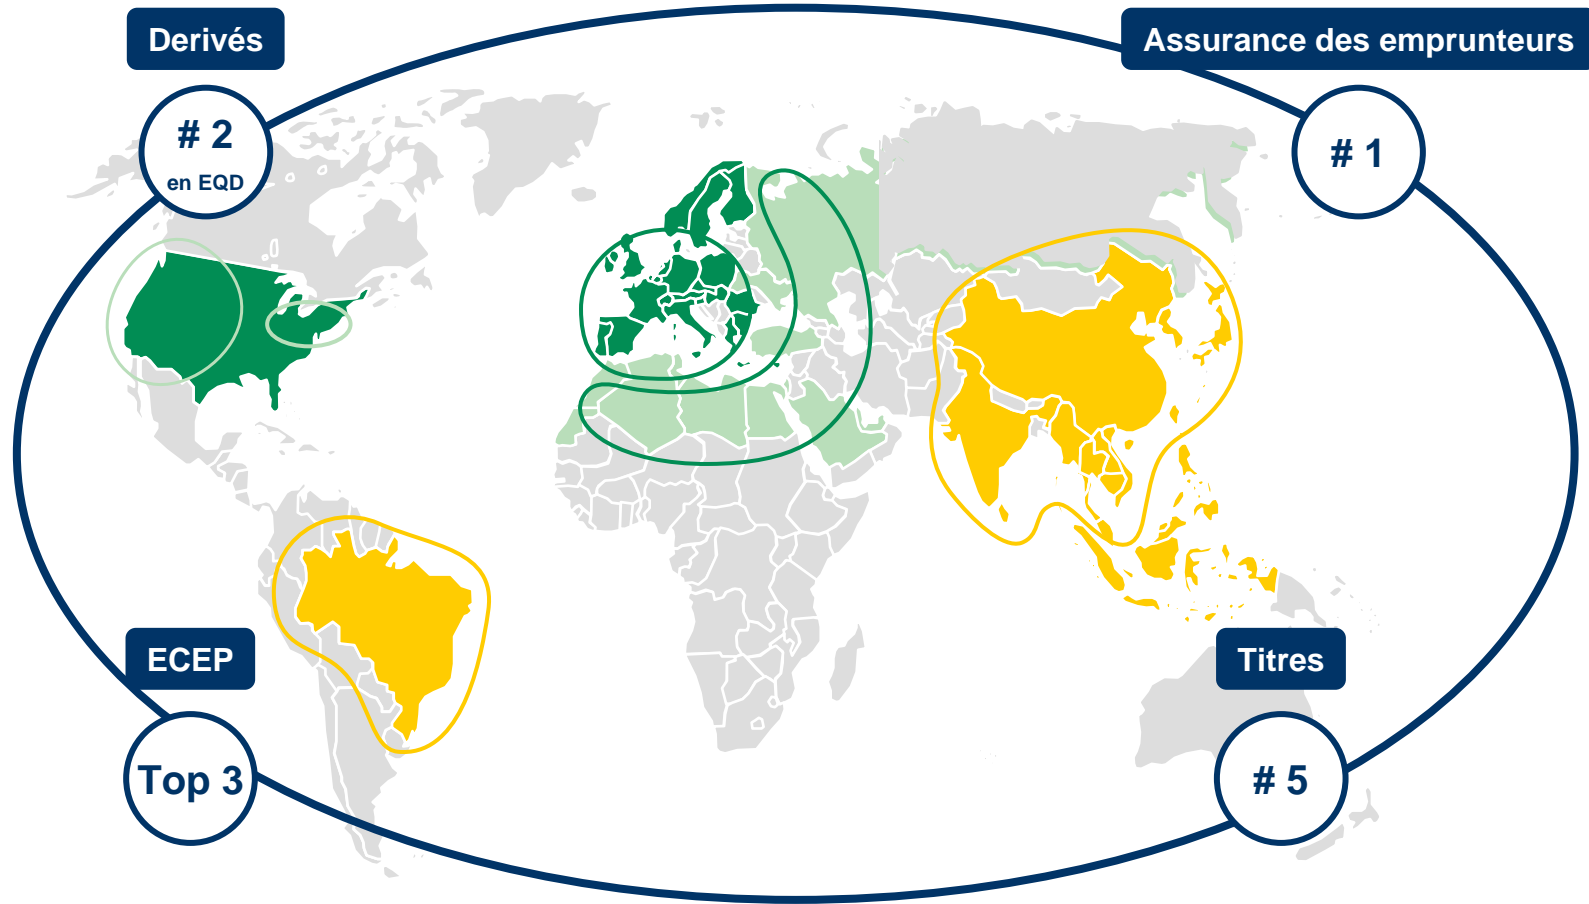 Derivés
# 2
en EQD
Assurance des emprunteurs
# 1
ECEP
Top 3
Titres
# 5